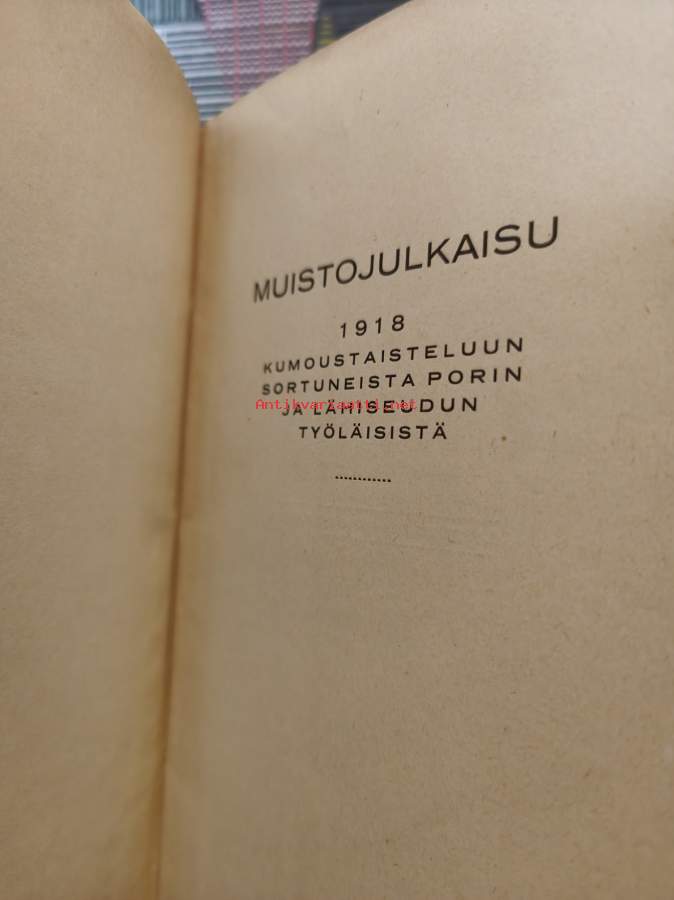 MUISTOJULKAISU
1918
KUMOUSTAISTELUUN
SORTUNEISTA PORIN
Antikvariaatti.net
JA LÄHISEUDUN
TYÖLÄISISTÄ